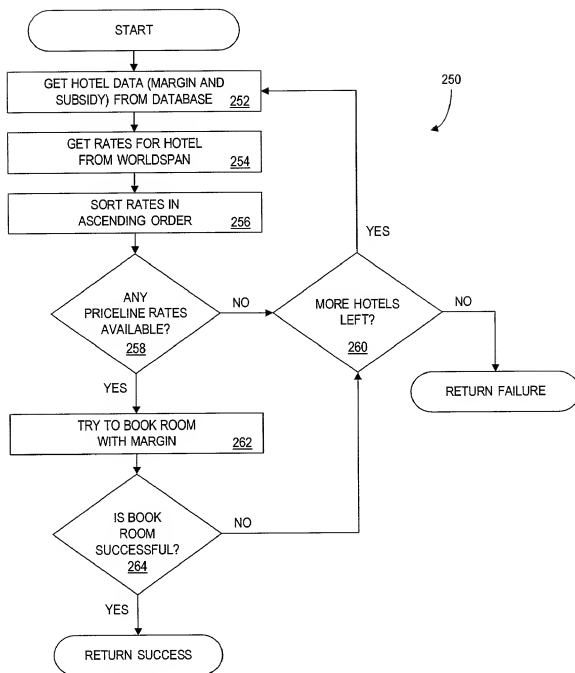 START
GET HOTEL DATA (MARGIN AND
SUBSIDY) FROM DATABASE 252
250
GET RATES FOR HOTEL
FROM WORLDSPAN 254
SORT RATES IN
ASCENDING ORDER 256
YES
ANY
PRICELINE RATES
AVAILABLE?
258
NO
MORE HOTELS
LEFT?
260
NO
YES
RETURN FAILURE
TRY TO BOOK ROOM
WITH MARGIN 262
IS BOOK
ROOM
SUCCESSFUL?
264
NO
YES
RETURN SUCCESS